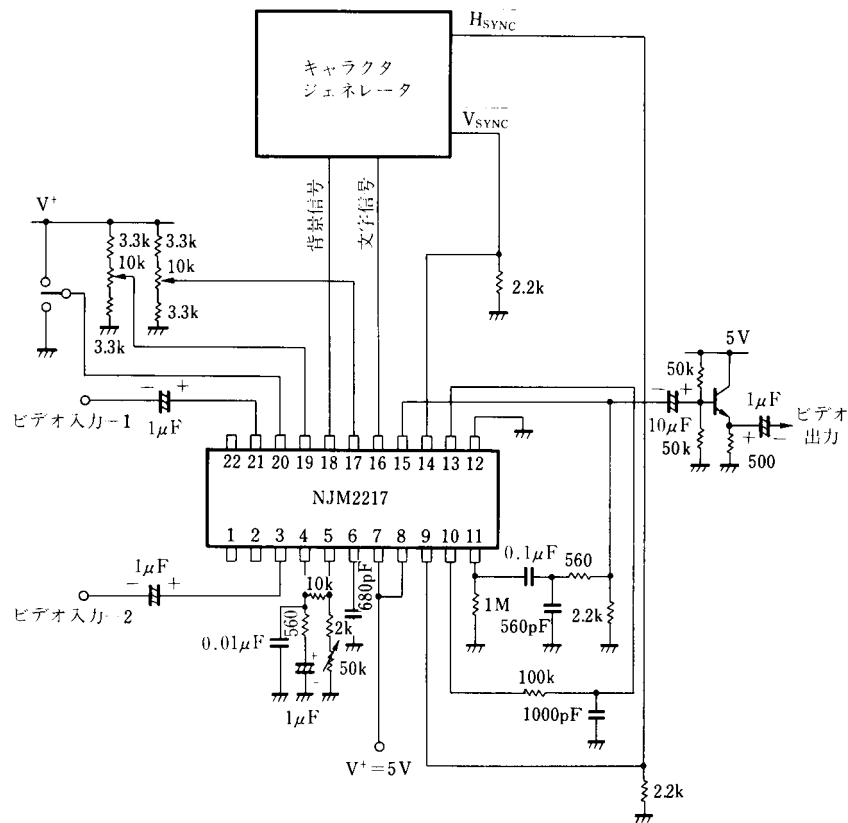 HSYNC
キャラクタ
ジェネレータ
VSYNC
背景信号
文字信号
V⁺
3.3k
3.3k
10k
10k
3.3k
3.3k
2.2k
5V
50k
1μF
10μF
ビデオ
出力
50k
500
ビデオ入力-1
1μF
22 21 20 19 18 17 16 15 14 13 12
NJM2217
1 2 3 4 5 6 7 8 9 10 11
1μF
ビデオ入力-2
0.01μF
560
10k
2k
50k
1μF
680pF
0.1μF
560
1M
560pF
2.2k
100k
1000pF
V⁺=5V
2.2k